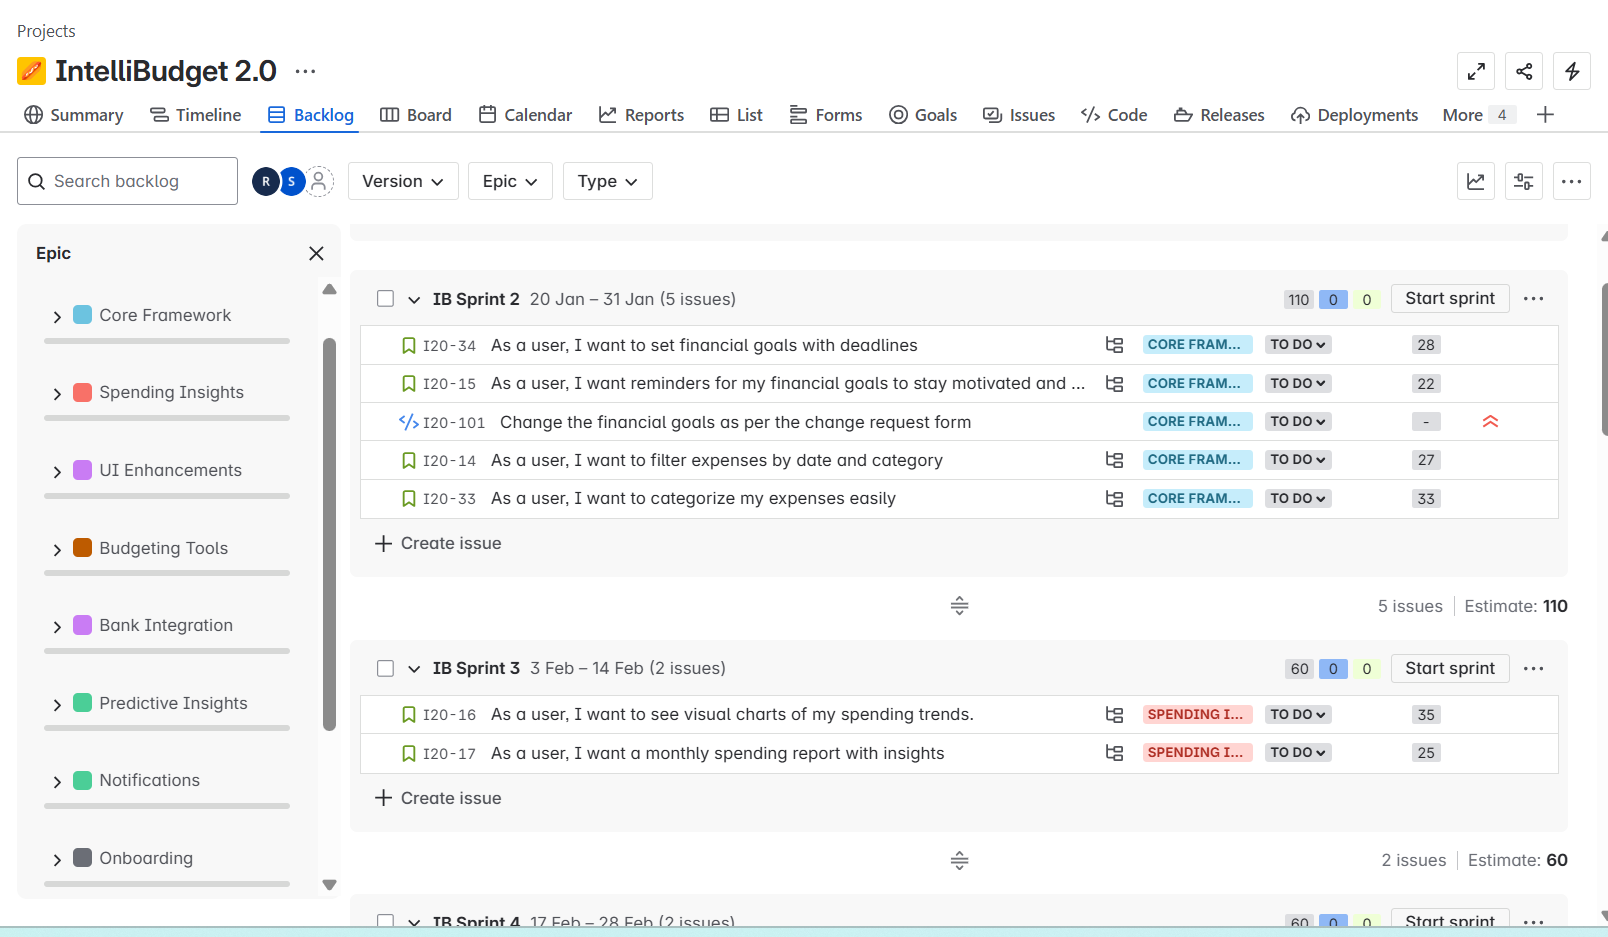 Projects
IntelliBudget 2.0
Summary Timeline Backlog Board Calendar Reports List Forms Goals Issues Code Releases Deployments More 4
Search backlog R S Version Epic Type
Epic
Core Framework
Spending Insights
UI Enhancements
Budgeting Tools
Bank Integration
Predictive Insights
Notifications
Onboarding
IB Sprint 2 20 Jan – 31 Jan (5 issues) 110 0 0 Start sprint
I20-34 As a user, I want to set financial goals with deadlines CORE FRAM... TO DO 28
I20-15 As a user, I want reminders for my financial goals to stay motivated and ... CORE FRAM... TO DO 22
I20-101 Change the financial goals as per the change request form CORE FRAM... TO DO -
I20-14 As a user, I want to filter expenses by date and category CORE FRAM... TO DO 27
I20-33 As a user, I want to categorize my expenses easily CORE FRAM... TO DO 33
Create issue
5 issues Estimate: 110
IB Sprint 3 3 Feb – 14 Feb (2 issues) 60 0 0 Start sprint
I20-16 As a user, I want to see visual charts of my spending trends. SPENDING I... TO DO 35
I20-17 As a user, I want a monthly spending report with insights SPENDING I... TO DO 25
Create issue
2 issues Estimate: 60
IB Sprint 4 17 Feb – 28 Feb (2 issues) 60 0 0 Start sprint